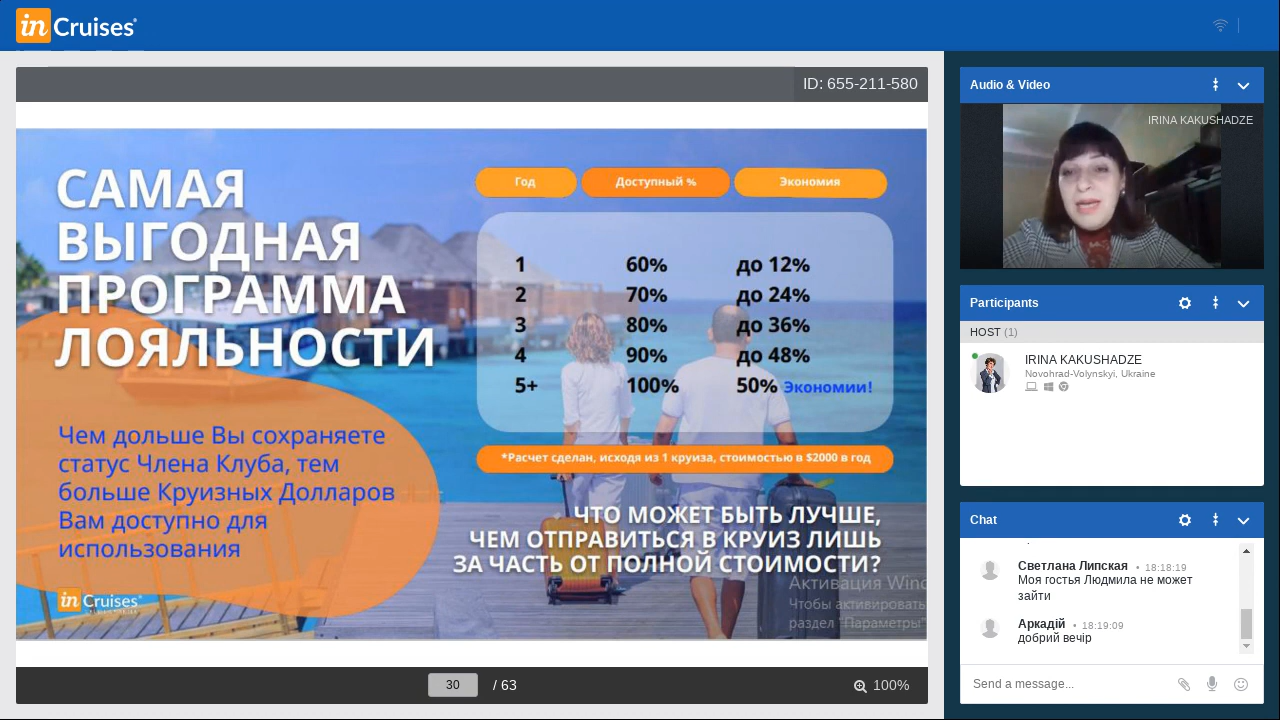 in Cruises®
ID: 655-211-580
САМАЯ
ВЫГОДНАЯ
ПРОГРАММА
ЛОЯЛЬНОСТИ
Чем дольше Вы сохраняете
статус Члена Клуба, тем
больше Круизных Долларов
Вам доступно для
использования
in Cruises
Год Доступный % Экономия
1 60% до 12%
2 70% до 24%
3 80% до 36%
4 90% до 48%
5+ 100% 50% Экономии!
*Расчет сделан, исходя из 1 круиза, стоимостью в $2000 в год
ЧТО МОЖЕТ БЫТЬ ЛУЧШЕ,
ЧЕМ ОТПРАВИТЬСЯ В КРУИЗ ЛИШЬ
ЗА ЧАСТЬ ОТ ПОЛНОЙ СТОИМОСТИ?
Активация Wind
Чтобы активировать
раздел "Параметры"
30 / 63
100%
Audio & Video
IRINA KAKUSHADZE
Participants
HOST (1)
IRINA KAKUSHADZE
Novohrad-Volynskyi, Ukraine
Chat
Светлана Липская • 18:18:19
Моя гостья Людмила не может
зайти
Аркадій • 18:19:09
добрий вечір
Send a message...